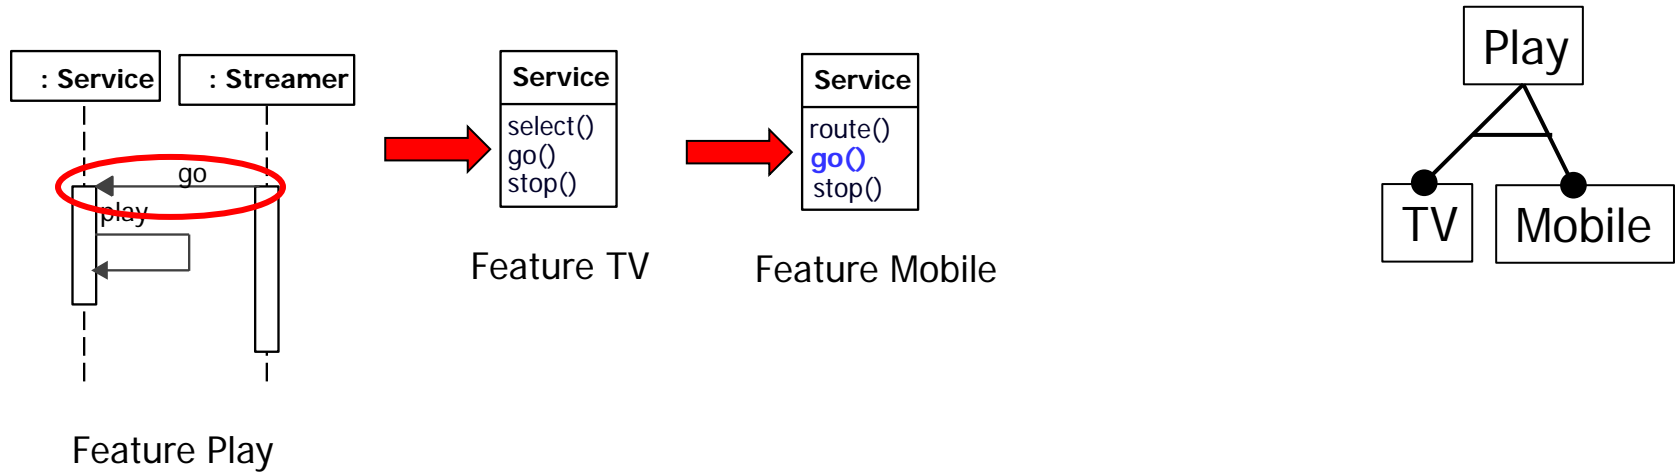 : Service
: Streamer
go
play
Feature Play
Service
select()
go()
stop()
Feature TV
Service
route()
go()
stop()
Feature Mobile
Play
TV
Mobile